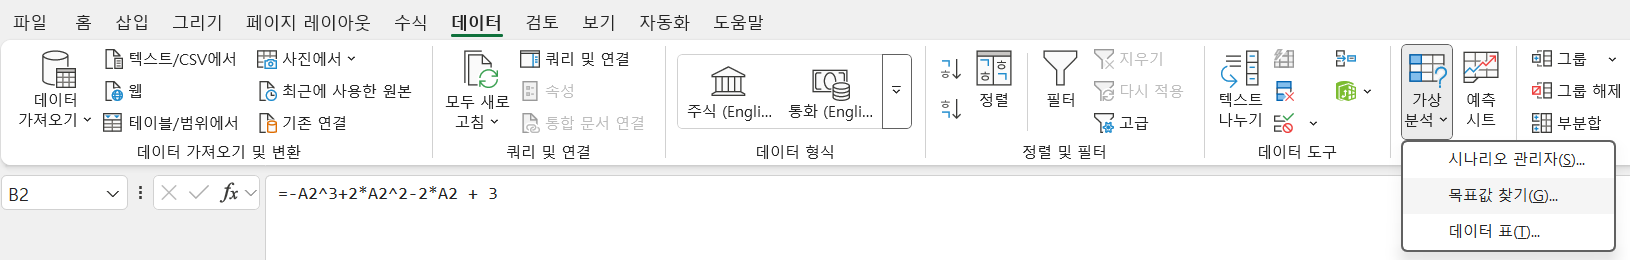 파일 홈 삽입 그리기 페이지 레이아웃 수식 데이터 검토 보기 자동화 도움말
데이터
가져오기
텍스트/CSV에서
웹
테이블/범위에서
사진에서
최근에 사용한 원본
기존 연결
데이터 가져오기 및 변환
모두 새로
고침
쿼리 및 연결
속성
통합 문서 연결
쿼리 및 연결
주식 (Engli...
통화 (Engli...
데이터 형식
정렬
필터
지우기
다시 적용
고급
정렬 및 필터
텍스트
나누기
데이터 도구
가상
분석
예측
시트
그룹
그룹 해제
부분합
시나리오 관리자(S)...
목표값 찾기(G)...
데이터 표(T)...
B2
fx
=-A2^3+2*A2^2-2*A2 + 3